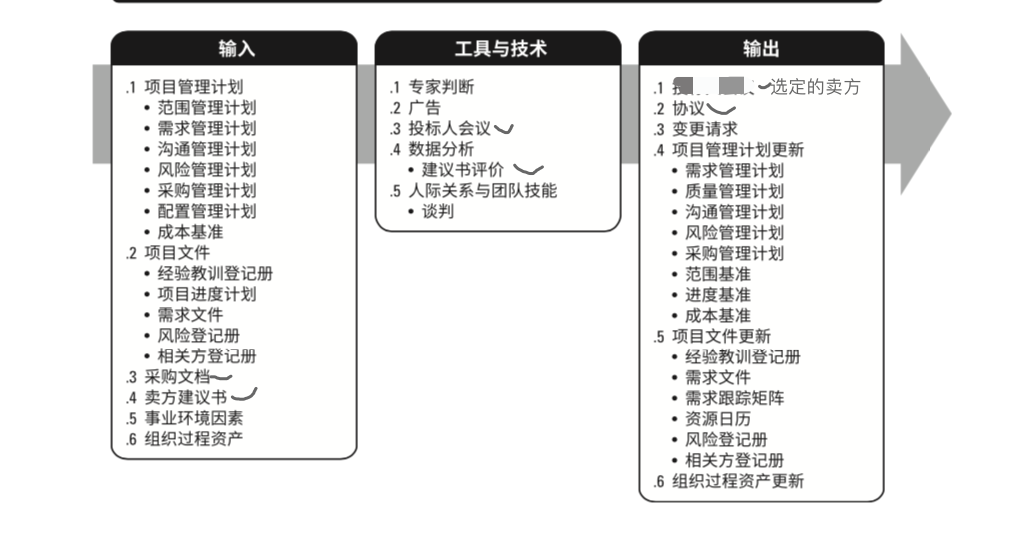 输入
.1 项目管理计划
• 范围管理计划
• 需求管理计划
• 沟通管理计划
• 风险管理计划
• 采购管理计划
• 配置管理计划
• 成本基准
.2 项目文件
• 经验教训登记册
• 项目进度计划
• 需求文件
• 风险登记册
• 相关方登记册
.3 采购文档
.4 卖方建议书
.5 事业环境因素
.6 组织过程资产
工具与技术
.1 专家判断
.2 广告
.3 投标人会议
.4 数据分析
• 建议书评价
.5 人际关系与团队技能
• 谈判
输出
.1 选定的卖方
.2 协议
.3 变更请求
.4 项目管理计划更新
• 需求管理计划
• 质量管理计划
• 沟通管理计划
• 风险管理计划
• 采购管理计划
• 范围基准
• 进度基准
• 成本基准
.5 项目文件更新
• 经验教训登记册
• 需求文件
• 需求跟踪矩阵
• 资源日历
• 风险登记册
• 相关方登记册
.6 组织过程资产更新